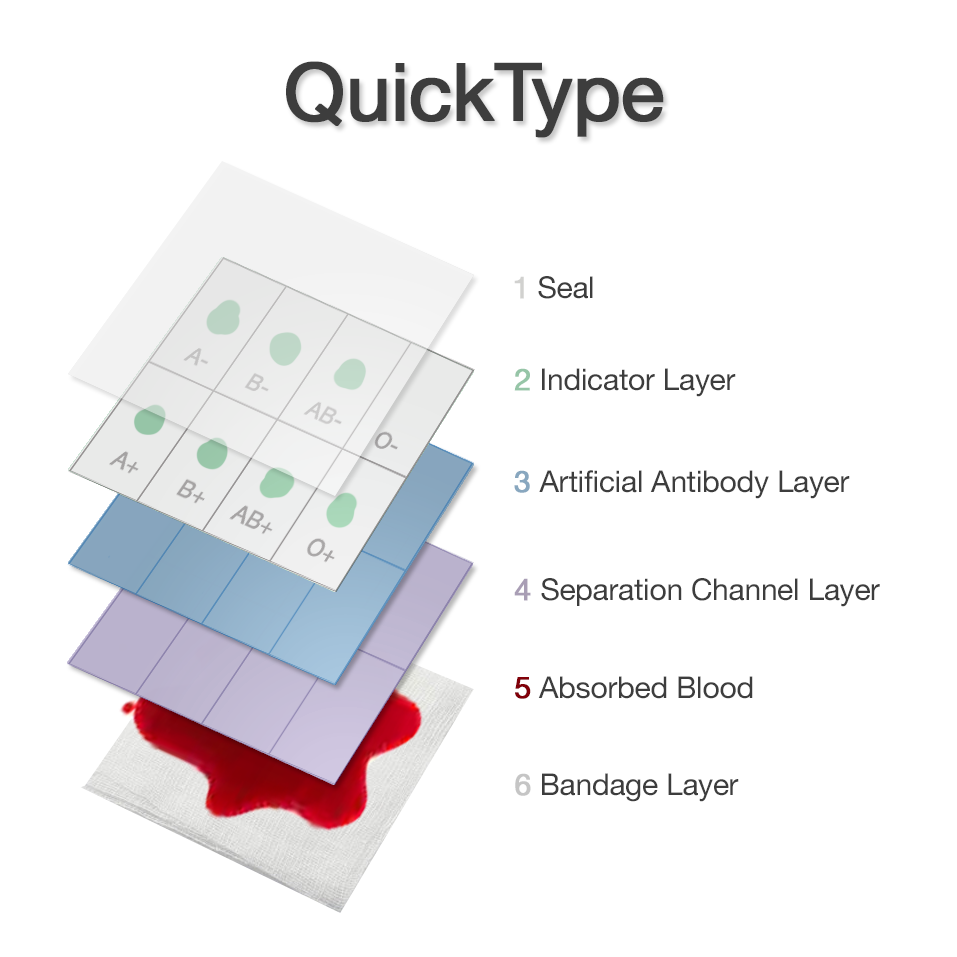 QuickType
1 Seal
2 Indicator Layer
3 Artificial Antibody Layer
4 Separation Channel Layer
5 Absorbed Blood
6 Bandage Layer
A-
B-
AB-
O-
A+
B+
AB+
O+